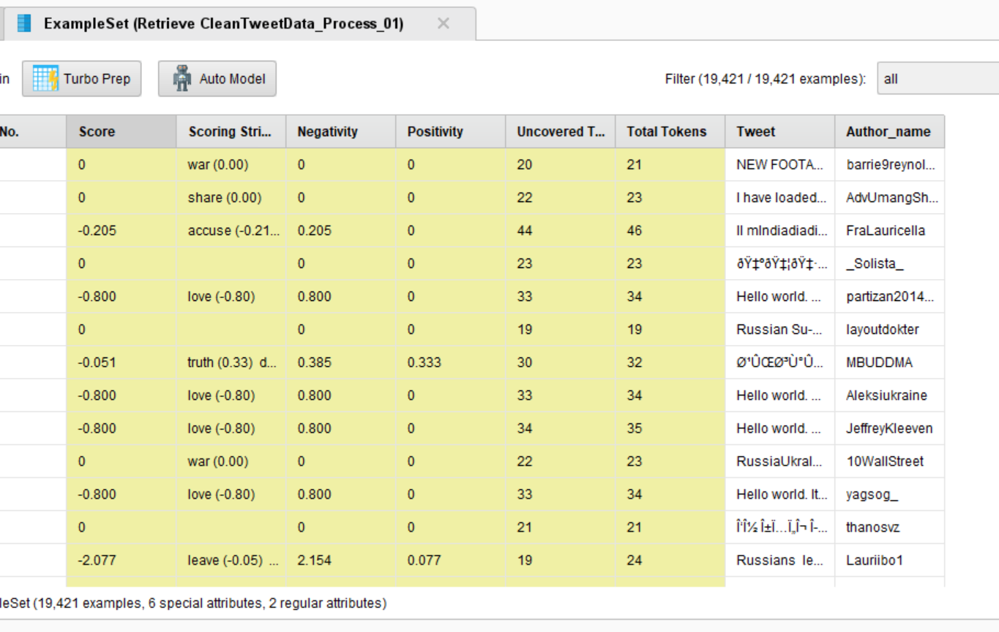 ExampleSet (Retrieve CleanTweetData_Process_01)
in Turbo Prep Auto Model Filter (19,421 / 19,421 examples): all
No. Score Scoring Stri... Negativity Positivity Uncovered T... Total Tokens Tweet Author_name
0 war (0.00) 0 0 20 21 NEW FOOTA... barrie9reynol...
0 share (0.00) 0 0 22 23 I have loaded... AdvUmangSh...
-0.205 accuse (-0.21... 0.205 0 44 46 Il mIndiadiadi... FraLauricella
0 0 0 23 23 ðŸ‡ºðŸ‡¦ðŸ‡·... _Solista_
-0.800 love (-0.80) 0.800 0 33 34 Hello world. ... partizan2014...
0 0 0 19 19 Russian Su-... layoutdokter
-0.051 truth (0.33) d... 0.385 0.333 30 32 Ø¹ÛŒØ³Ù°Û... MBUDDMA
-0.800 love (-0.80) 0.800 0 33 34 Hello world. ... Aleksiukraine
-0.800 love (-0.80) 0.800 0 34 35 Hello world. ... JeffreyKleeven
0 war (0.00) 0 0 22 23 RussiaUkraI... 10WallStreet
-0.800 love (-0.80) 0.800 0 33 34 Hello world. It... yagsog_
0 0 0 21 21 Î‘Î½ Î±Ï…Ï„Î¬ Î-... thanosvz
-2.077 leave (-0.05) ... 2.154 0.077 19 24 Russians le... Lauriibo1
leSet (19,421 examples, 6 special attributes, 2 regular attributes)